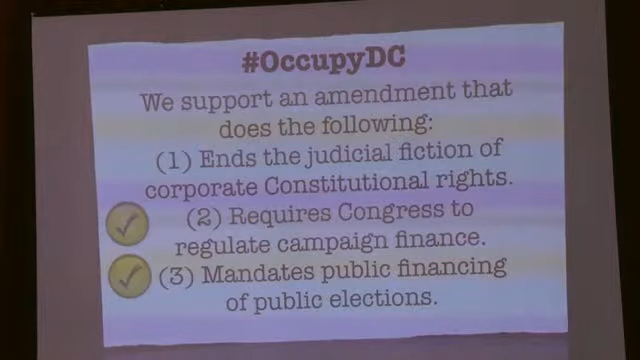 #OccupyDC
We support an amendment that
does the following:
(1) Ends the judicial fiction of
corporate Constitutional rights.
(2) Requires Congress to
regulate campaign finance.
(3) Mandates public financing
of public elections.